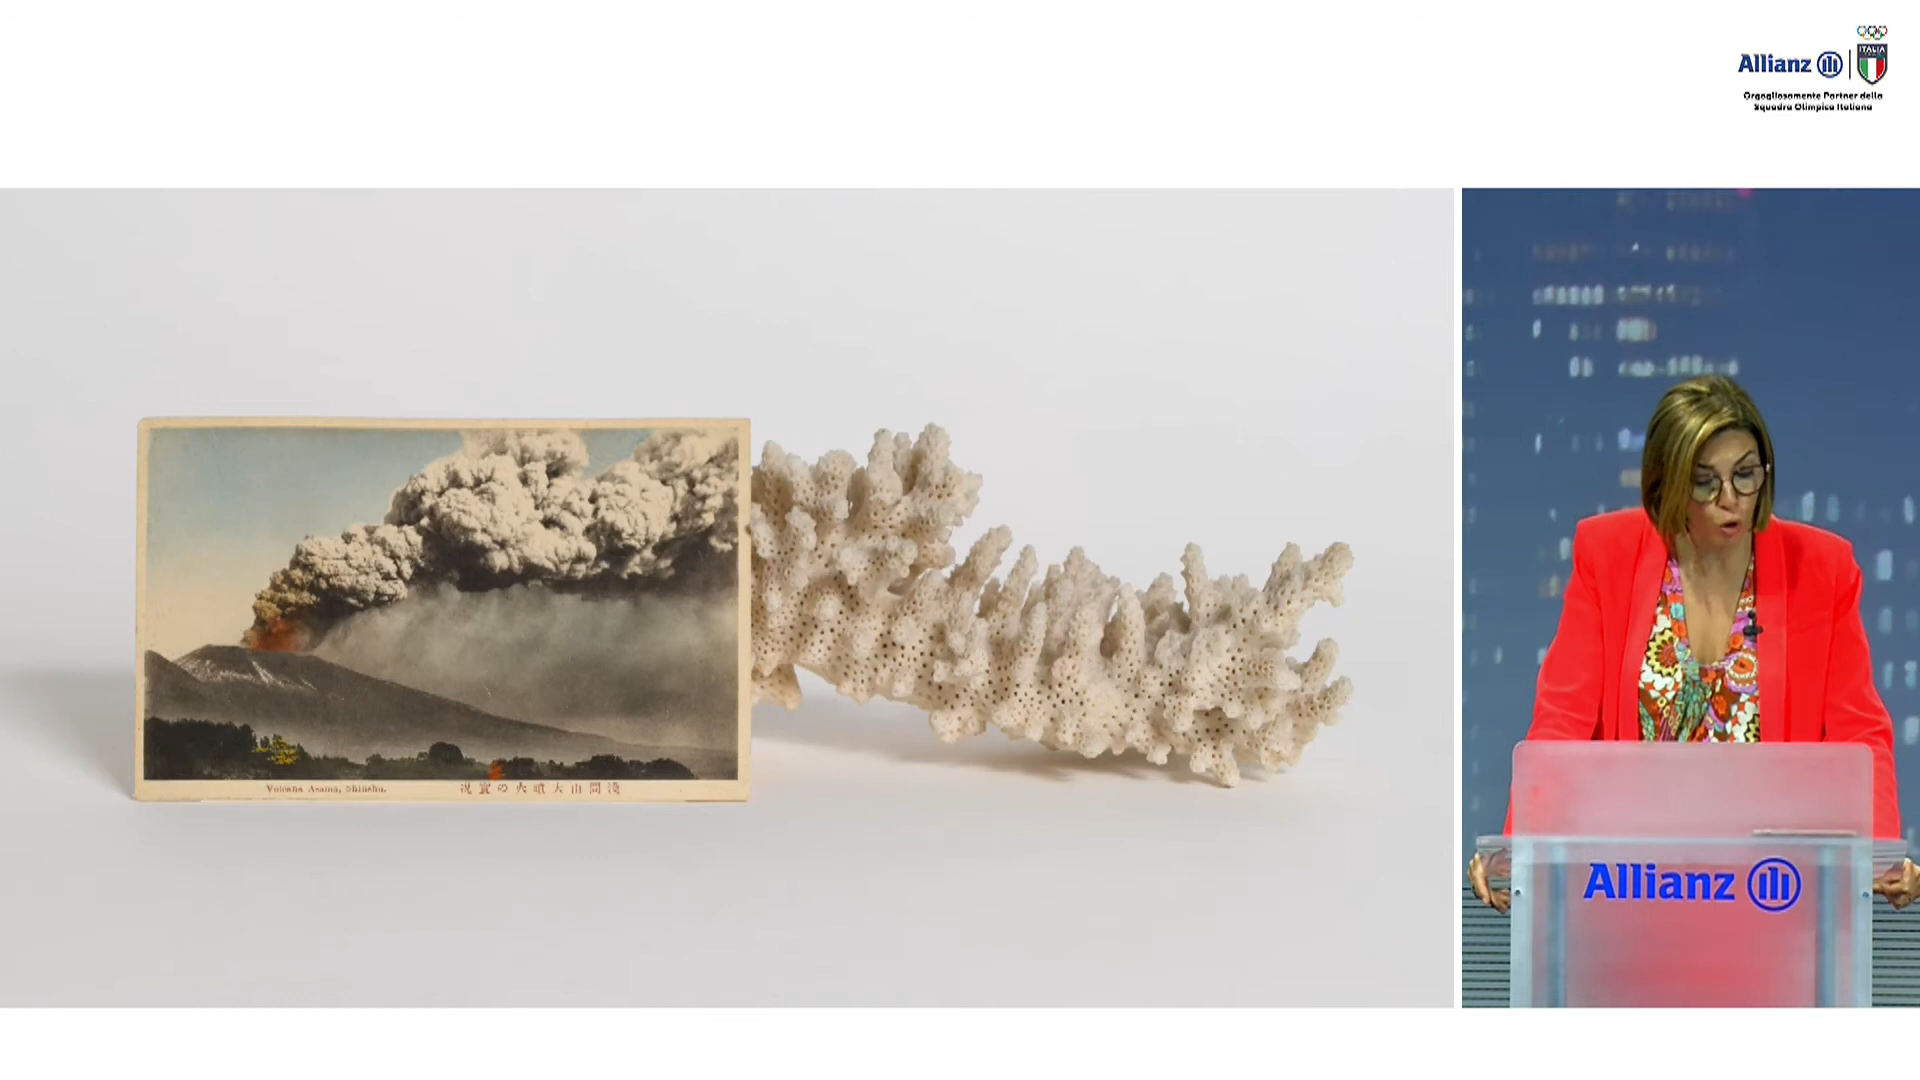 Allianz
ITALIA
Orgogliosamente Partner della
Squadra Olimpica Italiana
Volcano Asama, Shinshu.
況實の火噴大山間淺
Allianz